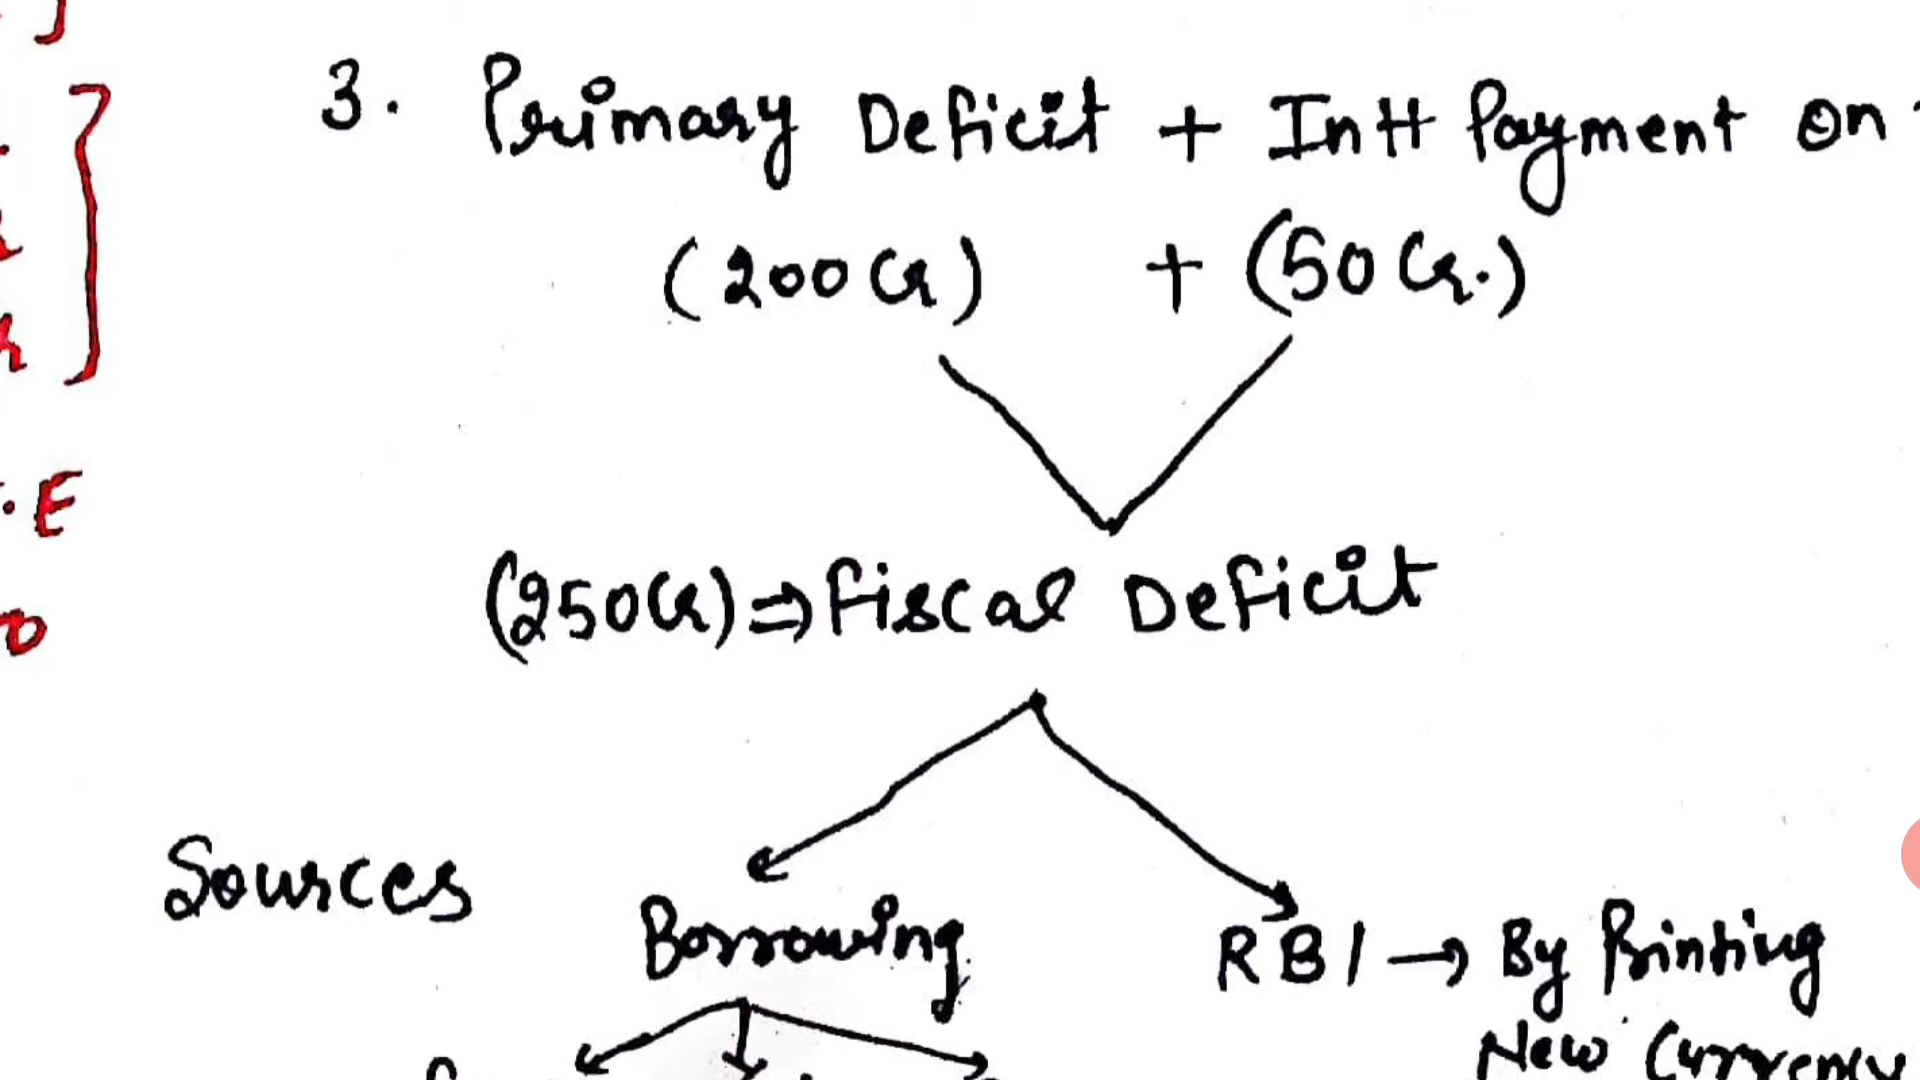 3. Primary Deficit + Intt Payment on
(200 Cr) + (50 Cr.)
(250 Cr) ⇒ Fiscal Deficit
Sources
Borrowing
RBI → By Printing
New Currency
.E